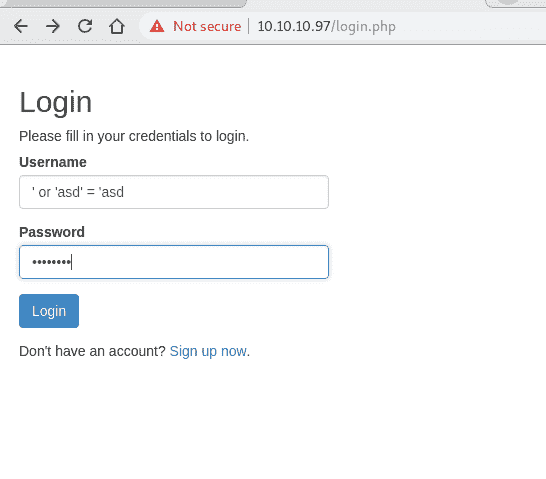 Not secure | 10.10.10.97/login.php
Login
Please fill in your credentials to login.
Username
' or 'asd' = 'asd
Password
••••••••
Login
Don't have an account? Sign up now.